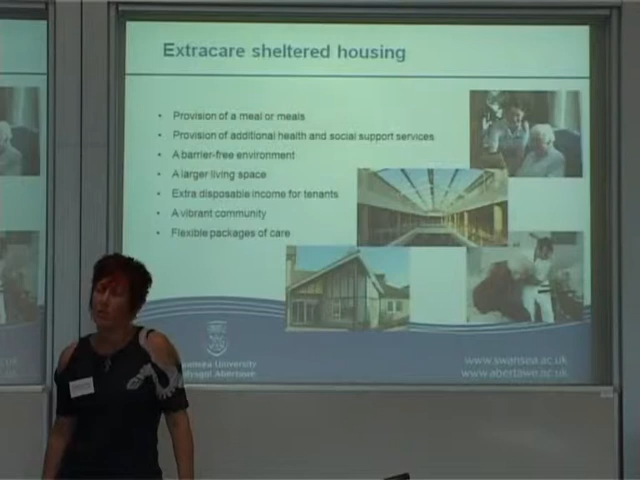 Extracare sheltered housing
• Provision of a meal or meals
• Provision of additional health and social support services
• A barrier-free environment
• A larger living space
• Extra disposable income for tenants
• A vibrant community
• Flexible packages of care
Swansea University
Prifysgol Abertawe
www.swansea.ac.uk
www.abertawe.ac.uk